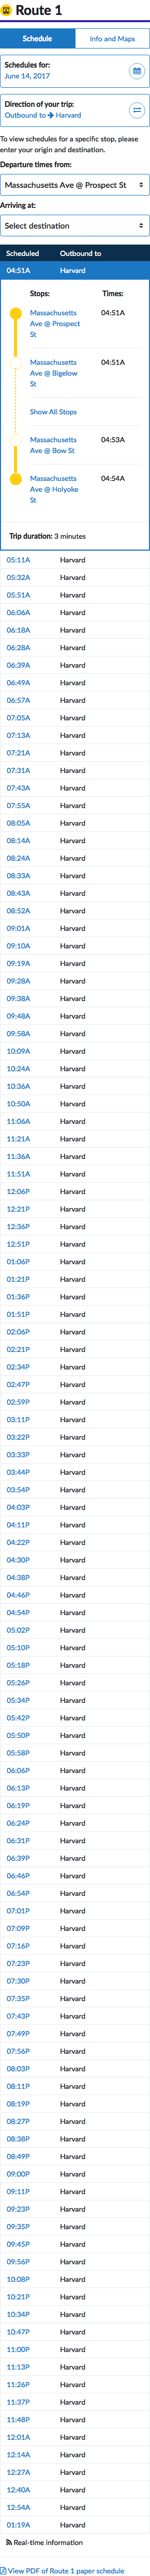 Route 1
Schedule
Info and Maps
Schedules for:
June 14, 2017
Direction of your trip:
Outbound to → Harvard
To view schedules for a specific stop, please
enter your origin and destination.
Departure times from:
Massachusetts Ave @ Prospect St
Arriving at:
Select destination
Scheduled Outbound to
04:51A Harvard
Stops: Times:
Massachusetts 04:51A
Ave @ Prospect
St
Massachusetts 04:51A
Ave @ Bigelow
St
Show All Stops
Massachusetts 04:53A
Ave @ Bow St
Massachusetts 04:54A
Ave @ Holyoke
St
Trip duration: 3 minutes
05:11A Harvard
05:32A Harvard
05:51A Harvard
06:06A Harvard
06:18A Harvard
06:28A Harvard
06:39A Harvard
06:49A Harvard
06:57A Harvard
07:05A Harvard
07:13A Harvard
07:21A Harvard
07:31A Harvard
07:43A Harvard
07:55A Harvard
08:05A Harvard
08:14A Harvard
08:24A Harvard
08:33A Harvard
08:43A Harvard
08:52A Harvard
09:01A Harvard
09:10A Harvard
09:19A Harvard
09:28A Harvard
09:38A Harvard
09:48A Harvard
09:58A Harvard
10:09A Harvard
10:24A Harvard
10:36A Harvard
10:50A Harvard
11:06A Harvard
11:21A Harvard
11:36A Harvard
11:51A Harvard
12:06P Harvard
12:21P Harvard
12:36P Harvard
12:51P Harvard
01:06P Harvard
01:21P Harvard
01:36P Harvard
01:51P Harvard
02:06P Harvard
02:21P Harvard
02:34P Harvard
02:47P Harvard
02:59P Harvard
03:11P Harvard
03:22P Harvard
03:33P Harvard
03:44P Harvard
03:54P Harvard
04:03P Harvard
04:11P Harvard
04:22P Harvard
04:30P Harvard
04:38P Harvard
04:46P Harvard
04:54P Harvard
05:02P Harvard
05:10P Harvard
05:18P Harvard
05:26P Harvard
05:34P Harvard
05:42P Harvard
05:50P Harvard
05:58P Harvard
06:06P Harvard
06:13P Harvard
06:19P Harvard
06:24P Harvard
06:31P Harvard
06:39P Harvard
06:46P Harvard
06:54P Harvard
07:01P Harvard
07:09P Harvard
07:16P Harvard
07:23P Harvard
07:30P Harvard
07:35P Harvard
07:43P Harvard
07:49P Harvard
07:56P Harvard
08:03P Harvard
08:11P Harvard
08:19P Harvard
08:27P Harvard
08:38P Harvard
08:49P Harvard
09:00P Harvard
09:11P Harvard
09:23P Harvard
09:35P Harvard
09:45P Harvard
09:56P Harvard
10:08P Harvard
10:21P Harvard
10:34P Harvard
10:47P Harvard
11:00P Harvard
11:13P Harvard
11:26P Harvard
11:37P Harvard
11:48P Harvard
12:01A Harvard
12:14A Harvard
12:27A Harvard
12:40A Harvard
12:54A Harvard
01:19A Harvard
Real-time information
View PDF of Route 1 paper schedule